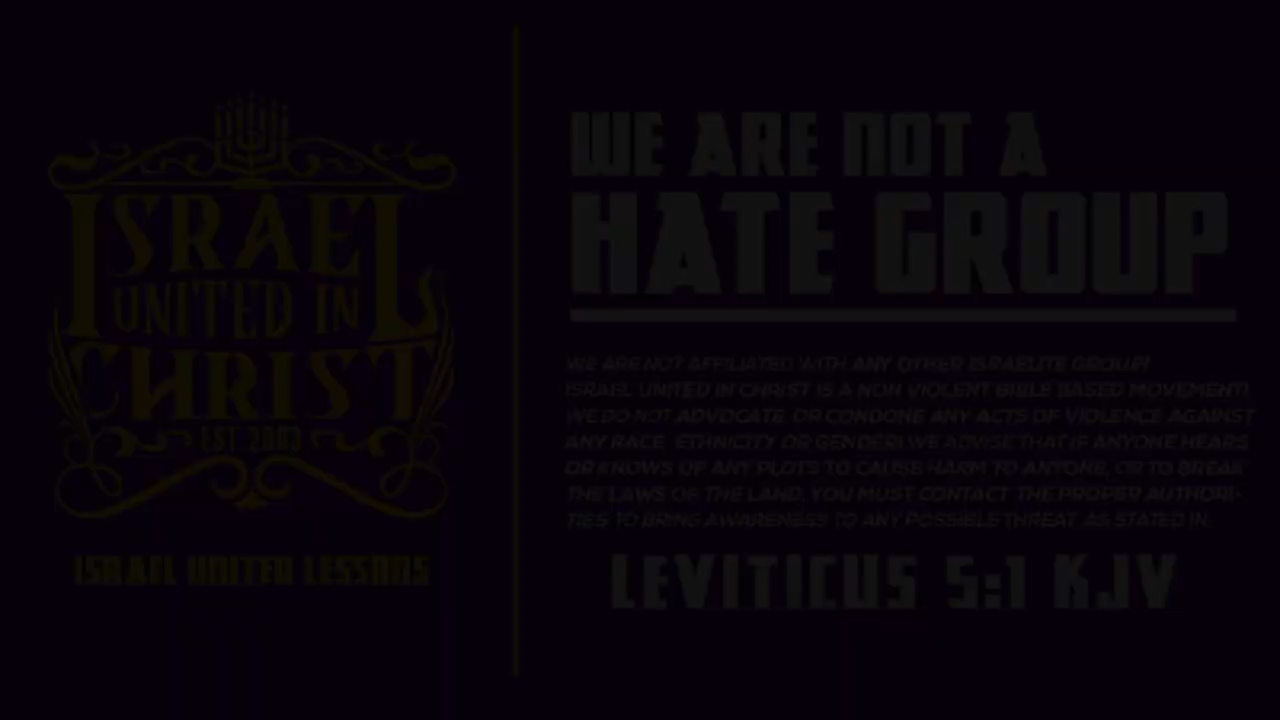 ISRAEL
UNITED IN
CHRIST
EST 2003
ISRAEL UNITED LESSONS
WE ARE NOT A
HATE GROUP
WE ARE NOT AFFILIATED WITH ANY OTHER ISRAELITE GROUP!
ISRAEL UNITED IN CHRIST IS A NON VIOLENT BIBLE BASED MOVEMENT!
WE DO NOT ADVOCATE OR CONDONE ANY ACTS OF VIOLENCE AGAINST
ANY RACE, ETHNICITY OR GENDER! WE ADVISE THAT IF ANYONE HEARS
OR KNOWS OF ANY PLOTS TO CAUSE HARM TO ANYONE, OR TO BREAK
THE LAWS OF THE LAND, YOU MUST CONTACT THE PROPER AUTHORI-
TIES TO BRING AWARENESS TO ANY POSSIBLE THREAT, AS STATED IN:
LEVITICUS 5:1 KJV